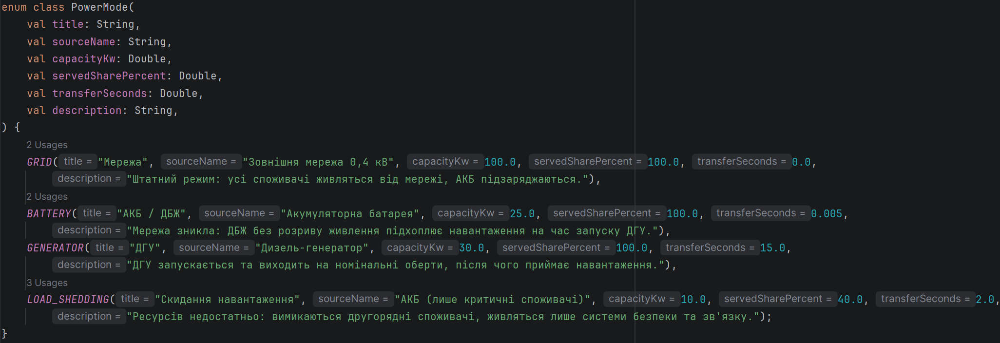 enum class PowerMode(
    val title: String,
    val sourceName: String,
    val capacityKw: Double,
    val servedSharePercent: Double,
    val transferSeconds: Double,
    val description: String,
) {
    2 Usages
    GRID( title = "Мережа", sourceName = "Зовнішня мережа 0,4 кВ", capacityKw = 100.0, servedSharePercent = 100.0, transferSeconds = 0.0,
        description = "Штатний режим: усі споживачі живляться від мережі, АКБ підзаряджаються."),
    2 Usages
    BATTERY( title = "АКБ / ДБЖ", sourceName = "Акумуляторна батарея", capacityKw = 25.0, servedSharePercent = 100.0, transferSeconds = 0.005,
        description = "Мережа зникла: ДБЖ без розриву живлення підхоплює навантаження на час запуску ДГУ."),
    GENERATOR( title = "ДГУ", sourceName = "Дизель-генератор", capacityKw = 30.0, servedSharePercent = 100.0, transferSeconds = 15.0,
        description = "ДГУ запускається та виходить на номінальні оберти, після чого приймає навантаження."),
    3 Usages
    LOAD_SHEDDING( title = "Скидання навантаження", sourceName = "АКБ (лише критичні споживачі)", capacityKw = 10.0, servedSharePercent = 40.0, transferSeconds = 2.0,
        description = "Ресурсів недостатньо: вимикаються другорядні споживачі, живляться лише системи безпеки та зв'язку.");
}